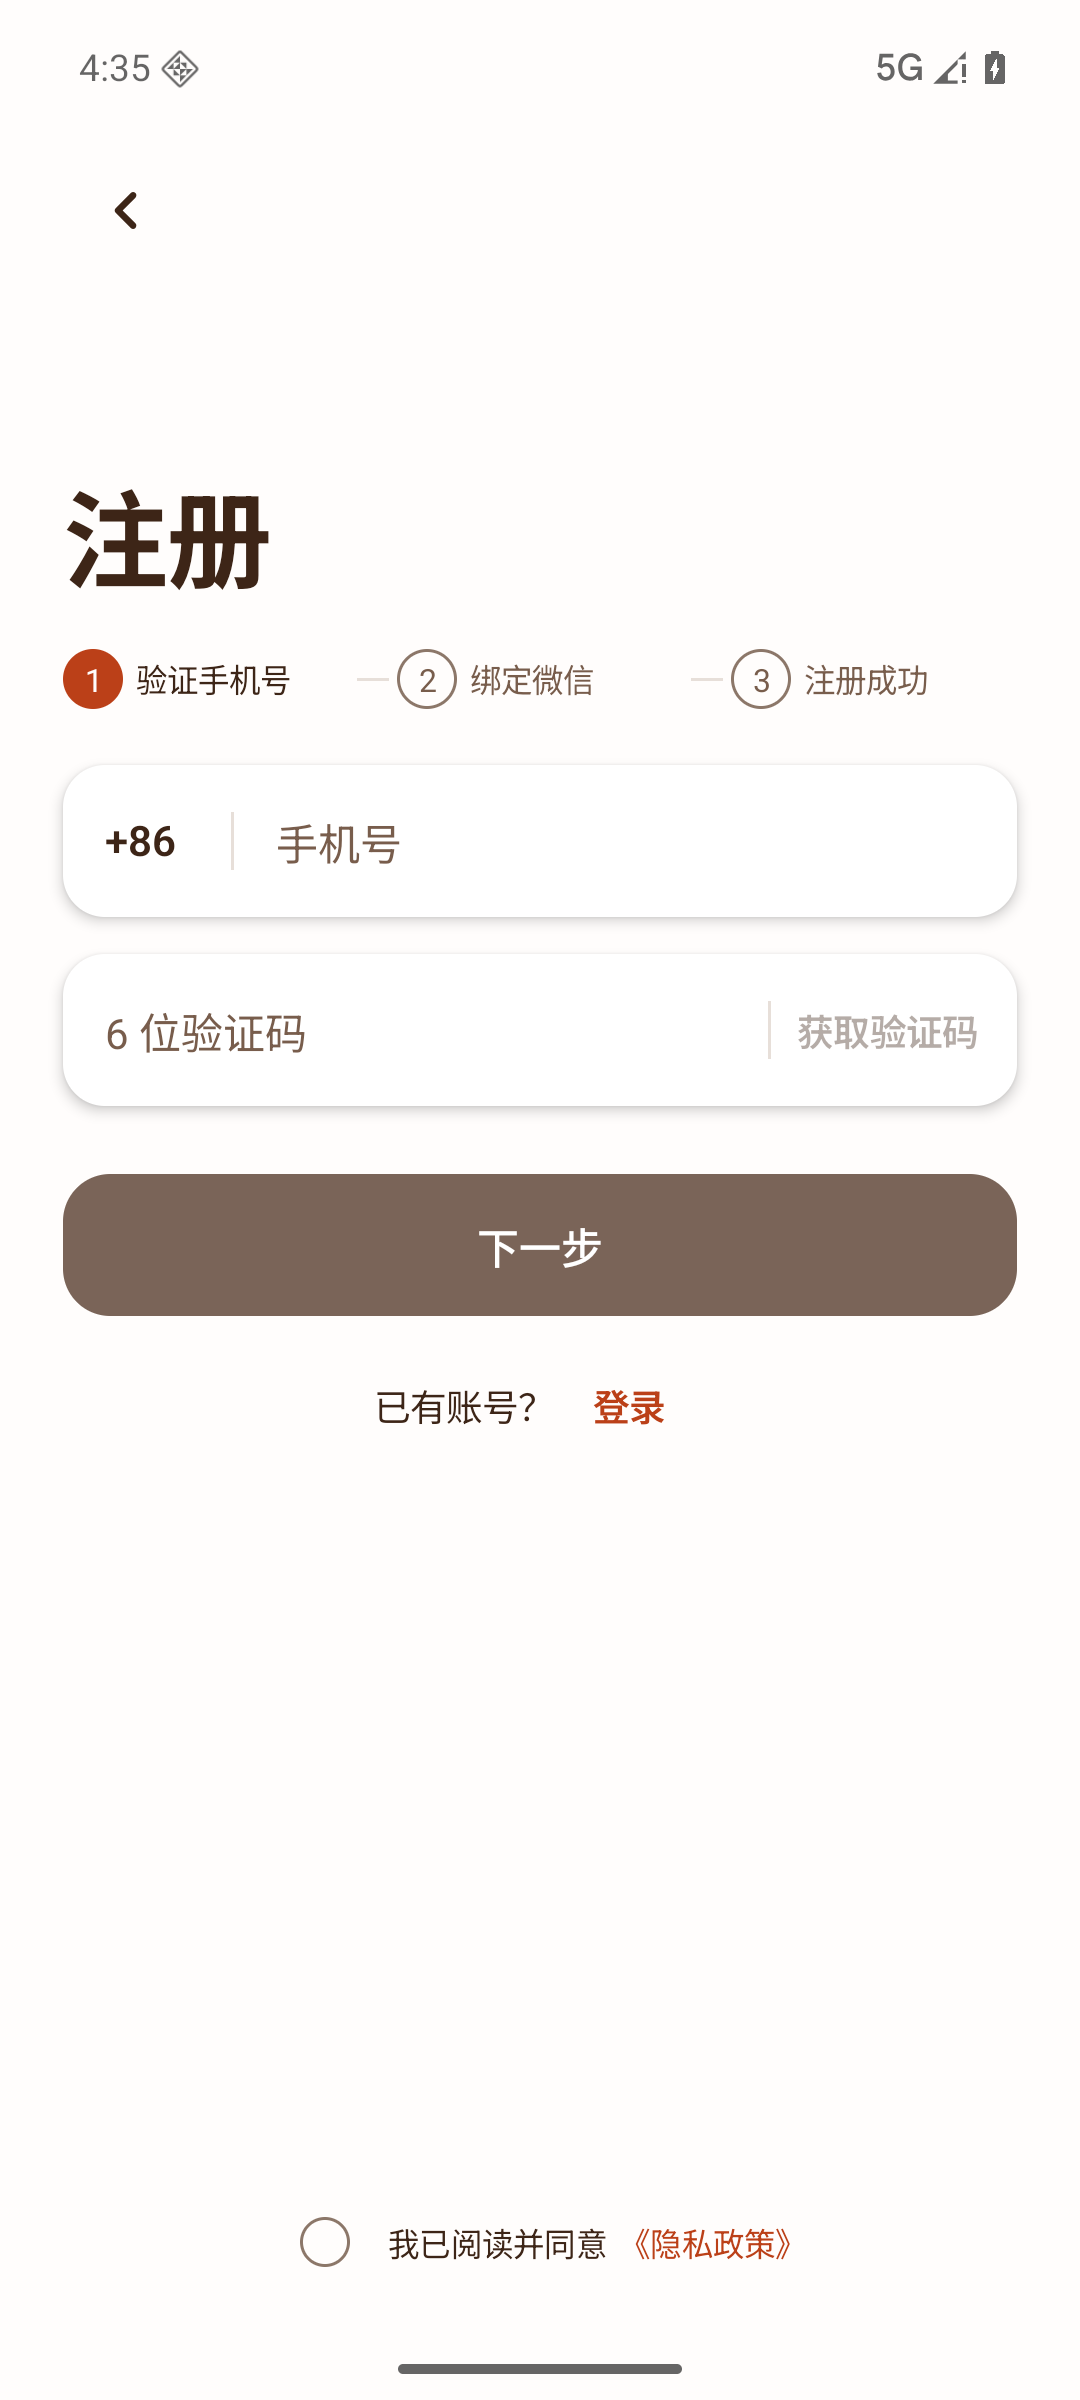 4:35 5G
注册
1 验证手机号 2 绑定微信 3 注册成功
+86 手机号
6 位验证码 获取验证码
下一步
已有账号？ 登录
我已阅读并同意 《隐私政策》